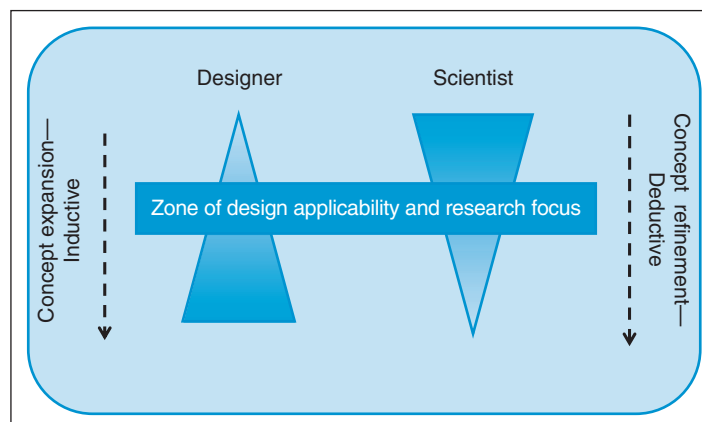 Designer
Scientist
Concept expansion—
Inductive
Zone of design applicability and research focus
Concept refinement—
Deductive